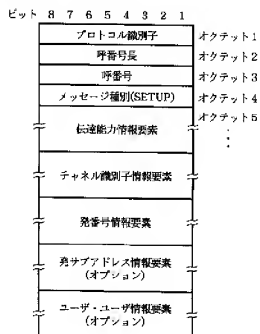 ビット 8 7 6 5 4 3 2 1
プロトコル識別子 オクテット1
呼番号長 オクテット2
呼番号 オクテット3
メッセージ種別(SETUP) オクテット4
オクテット5
伝達能力情報要素
チャネル識別子情報要素
発番号情報要素
発サブアドレス情報要素
(オプション)
ユーザ・ユーザ情報要素
(オプション)